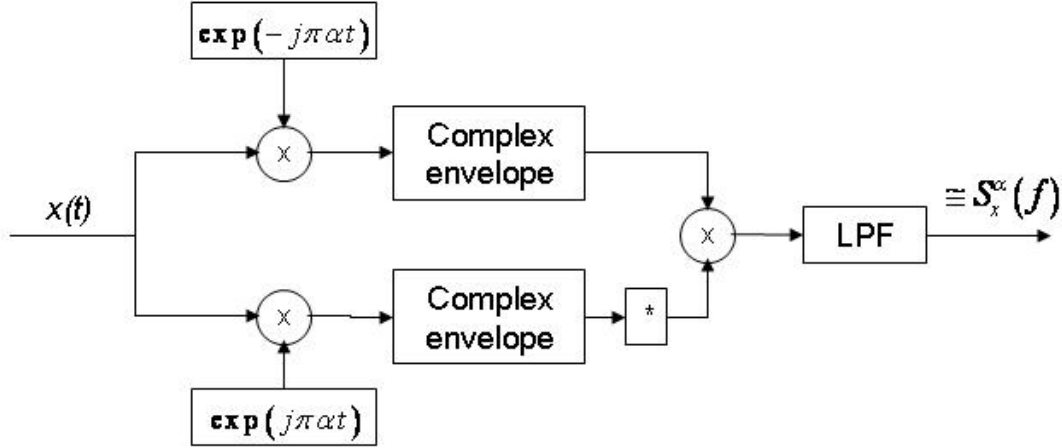 exp(-jπαt)
x
Complex
envelope
x(t)
x
LPF
≅ S_x^α(f)
x
Complex
envelope
*
exp(jπαt)